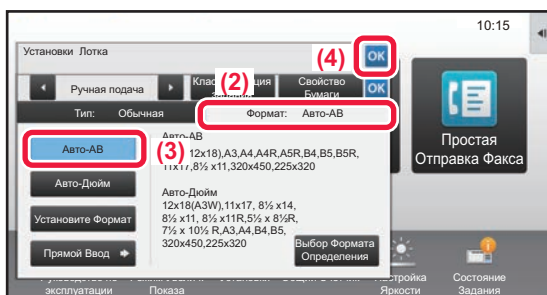 10:15
Установки Лотка
(4)
OK
Ручная подача
(2)
Свойство
Бумаги
OK
Тип: Обычная
Формат: Авто-AB
Авто-AB
(3)
Авто-AB
12x18),A3,A4,A4R,A5R,B4,B5,B5R,
11x17,8½ x11,320x450,225x320
Авто-Дюйм
Авто-Дюйм
12x18(A3W),11x17, 8½ x14,
8½ x11, 8½ x11R,5½ x 8½R,
7½ x 10½ R,A3,A4,B4,B5,
320x450,225x320
Установите Формат
Прямой Ввод
Выбор Формата
Определения
Простая
Отправка Факса
эксплуатации
Показа
Яркости
Состояние
Задания